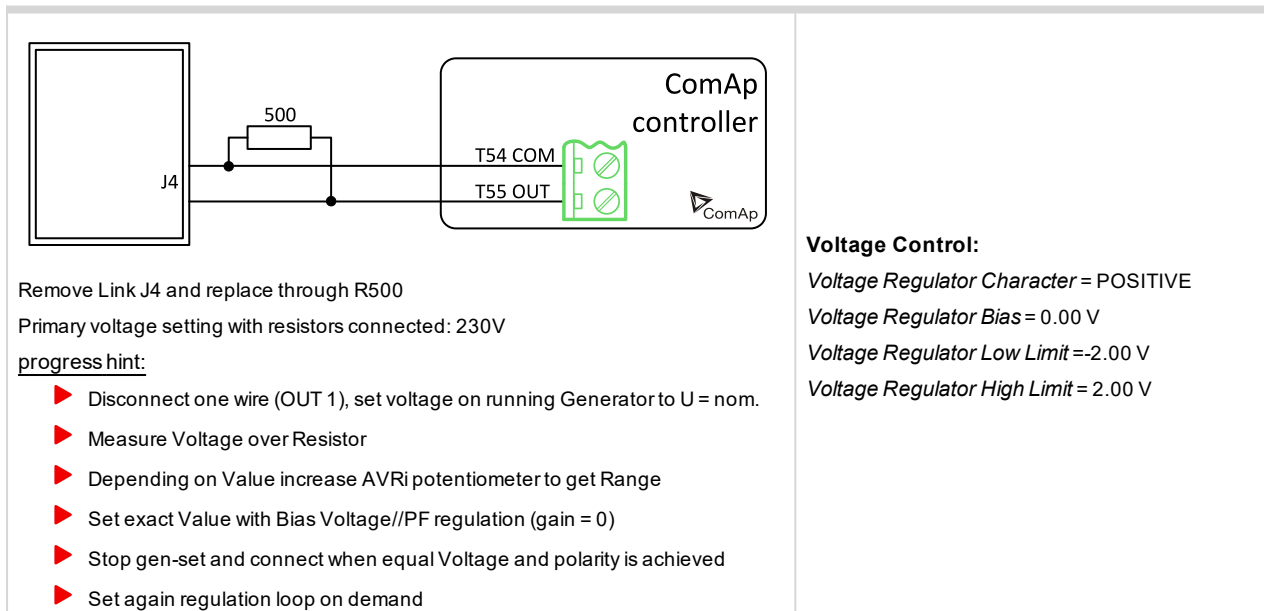 ComAp
controller
500
T54 COM
J4
T55 OUT
ComAp
Remove Link J4 and replace through R500
Primary voltage setting with resistors connected: 230V
progress hint:
Disconnect one wire (OUT 1), set voltage on running Generator to U = nom.
Measure Voltage over Resistor
Depending on Value increase AVRi potentiometer to get Range
Set exact Value with Bias Voltage//PF regulation (gain = 0)
Stop gen-set and connect when equal Voltage and polarity is achieved
Set again regulation loop on demand
Voltage Control:
Voltage Regulator Character = POSITIVE
Voltage Regulator Bias = 0.00 V
Voltage Regulator Low Limit =-2.00 V
Voltage Regulator High Limit = 2.00 V